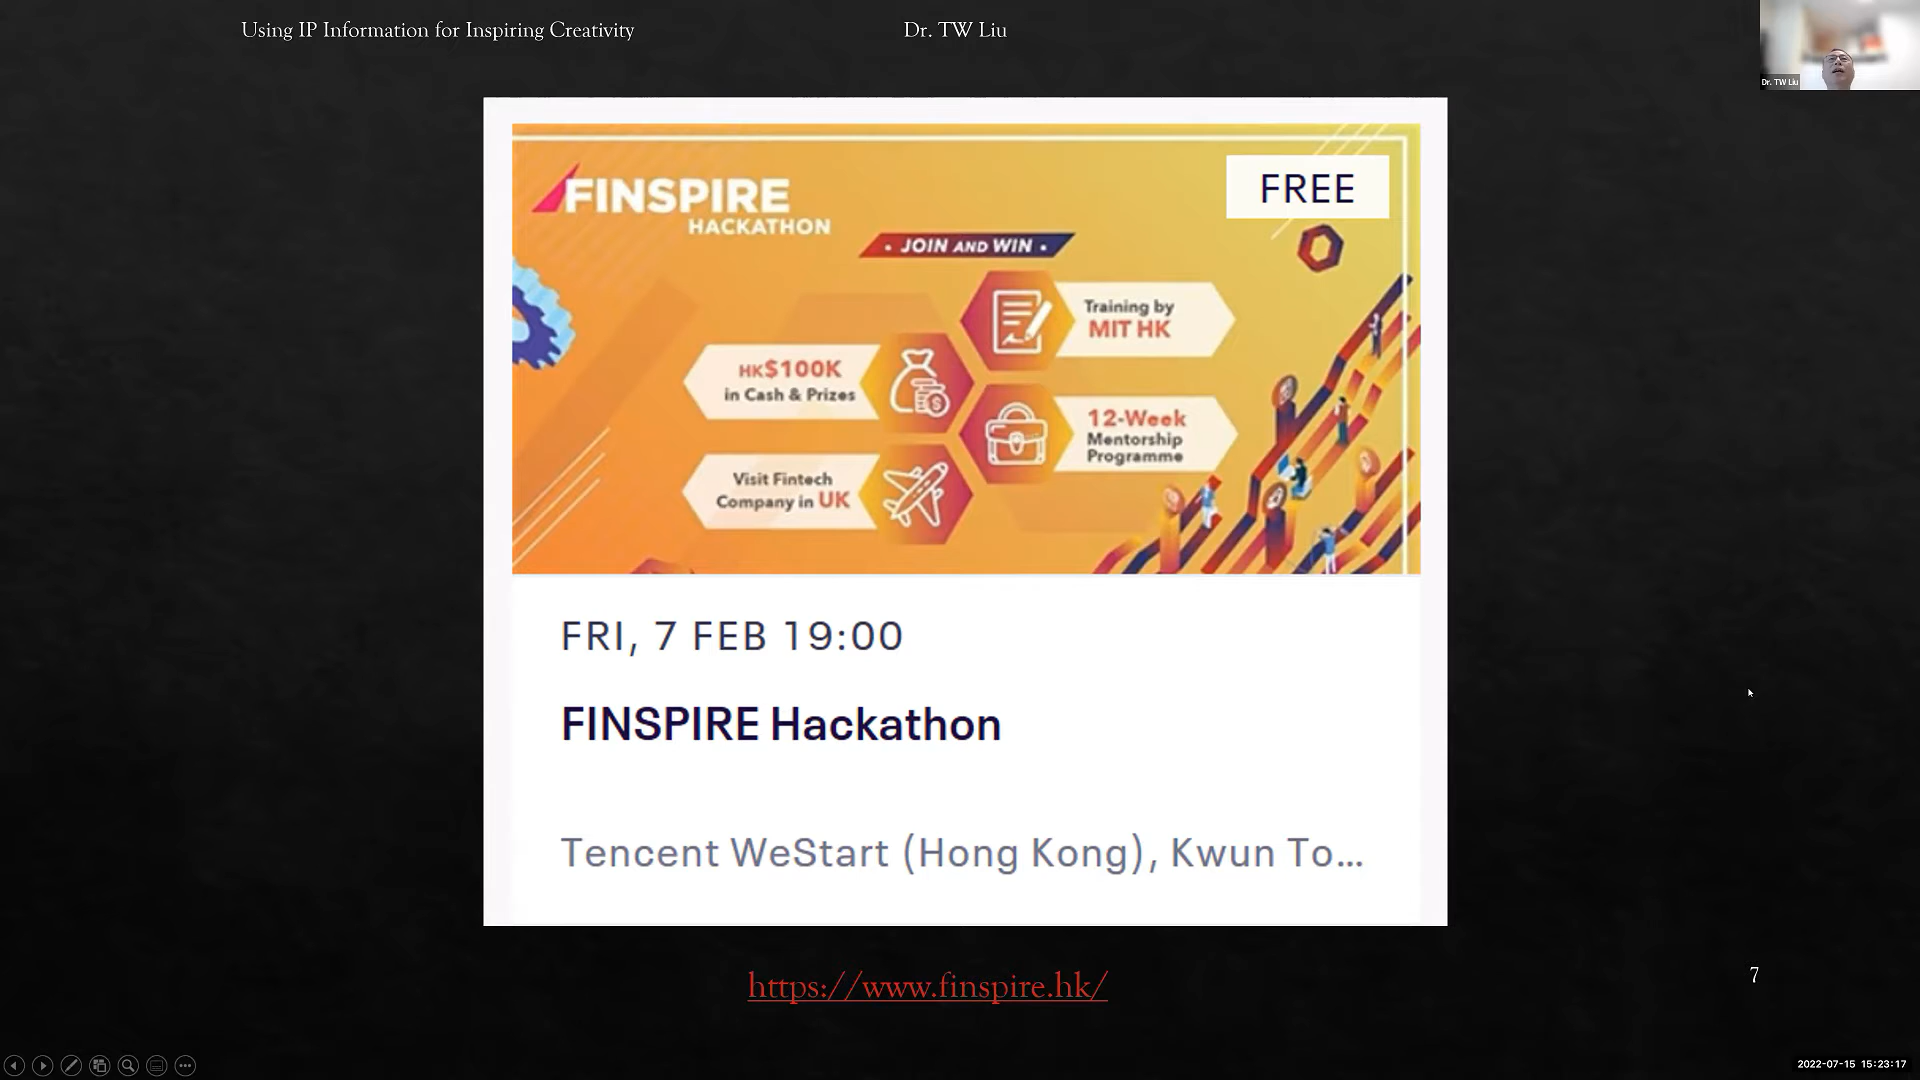 Using IP Information for Inspiring Creativity
Dr. TW Liu
Dr. TW Liu
FINSPIRE
HACKATHON
FREE
• JOIN AND WIN •
Training by
MIT HK
HK$100K
in Cash & Prizes
12-Week
Mentorship
Programme
Visit Fintech
Company in UK
FRI, 7 FEB 19:00
FINSPIRE Hackathon
Tencent WeStart (Hong Kong), Kwun To...
https://www.finspire.hk/
7
2022-07-15 15:23:17